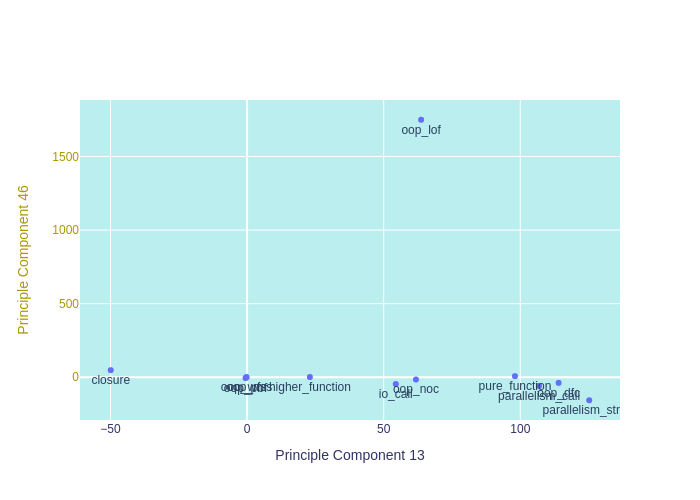 oop_lof
1500
1000
500
0
closure
higher_function
io_call
oop_noc
pure_function
parallelism_call
oop_dfc
parallelism_str
−50
0
50
100
Principle Component 13
Principle Component 46